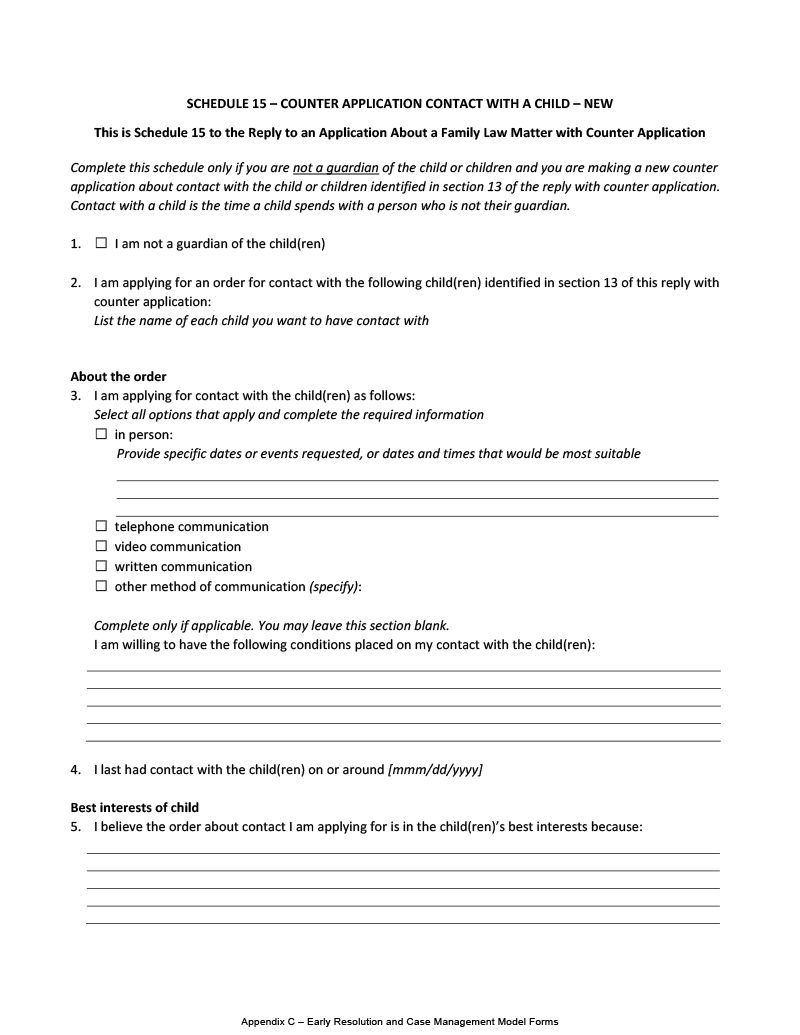 SCHEDULE 15 – COUNTER APPLICATION CONTACT WITH A CHILD – NEW
This is Schedule 15 to the Reply to an Application About a Family Law Matter with Counter Application
Complete this schedule only if you are not a guardian of the child or children and you are making a new counter
application about contact with the child or children identified in section 13 of the reply with counter application.
Contact with a child is the time a child spends with a person who is not their guardian.
1. ☐ I am not a guardian of the child(ren)
2. I am applying for an order for contact with the following child(ren) identified in section 13 of this reply with
counter application:
List the name of each child you want to have contact with
About the order
3. I am applying for contact with the child(ren) as follows:
Select all options that apply and complete the required information
☐ in person:
Provide specific dates or events requested, or dates and times that would be most suitable
☐ telephone communication
☐ video communication
☐ written communication
☐ other method of communication (specify):
Complete only if applicable. You may leave this section blank.
I am willing to have the following conditions placed on my contact with the child(ren):
4. I last had contact with the child(ren) on or around [mmm/dd/yyyy]
Best interests of child
5. I believe the order about contact I am applying for is in the child(ren)’s best interests because:
Appendix C – Early Resolution and Case Management Model Forms